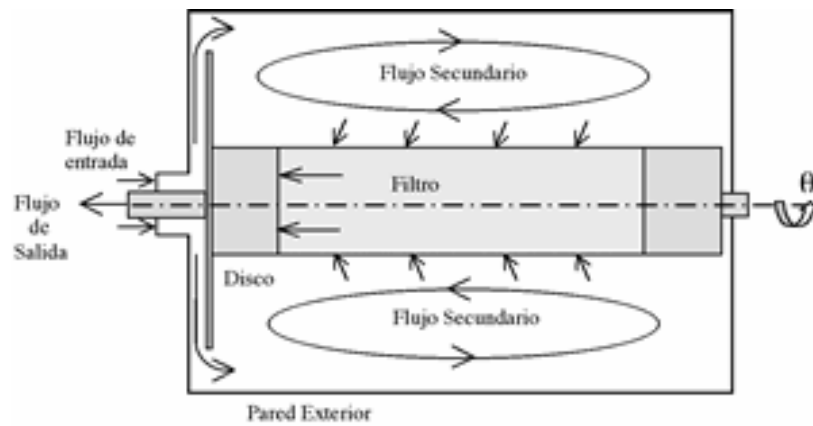 Flujo Secundario
Flujo de
entrada
Filtro
θ
Flujo
de
Salida
Disco
Flujo Secundario
Pared Exterior